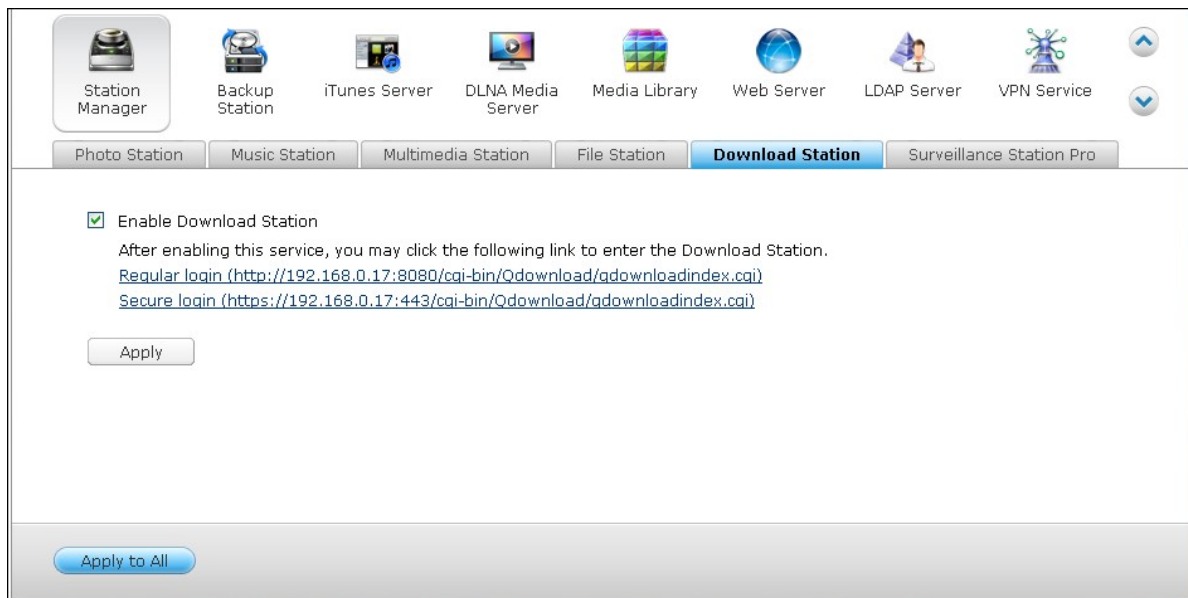 Station Manager
Backup Station
iTunes Server
DLNA Media Server
Media Library
Web Server
LDAP Server
VPN Service
Photo Station
Music Station
Multimedia Station
File Station
Download Station
Surveillance Station Pro
Enable Download Station
After enabling this service, you may click the following link to enter the Download Station.
Regular login (http://192.168.0.17:8080/cgi-bin/Qdownload/qdownloadindex.cgi)
Secure login (https://192.168.0.17:443/cgi-bin/Qdownload/qdownloadindex.cgi)
Apply
Apply to All